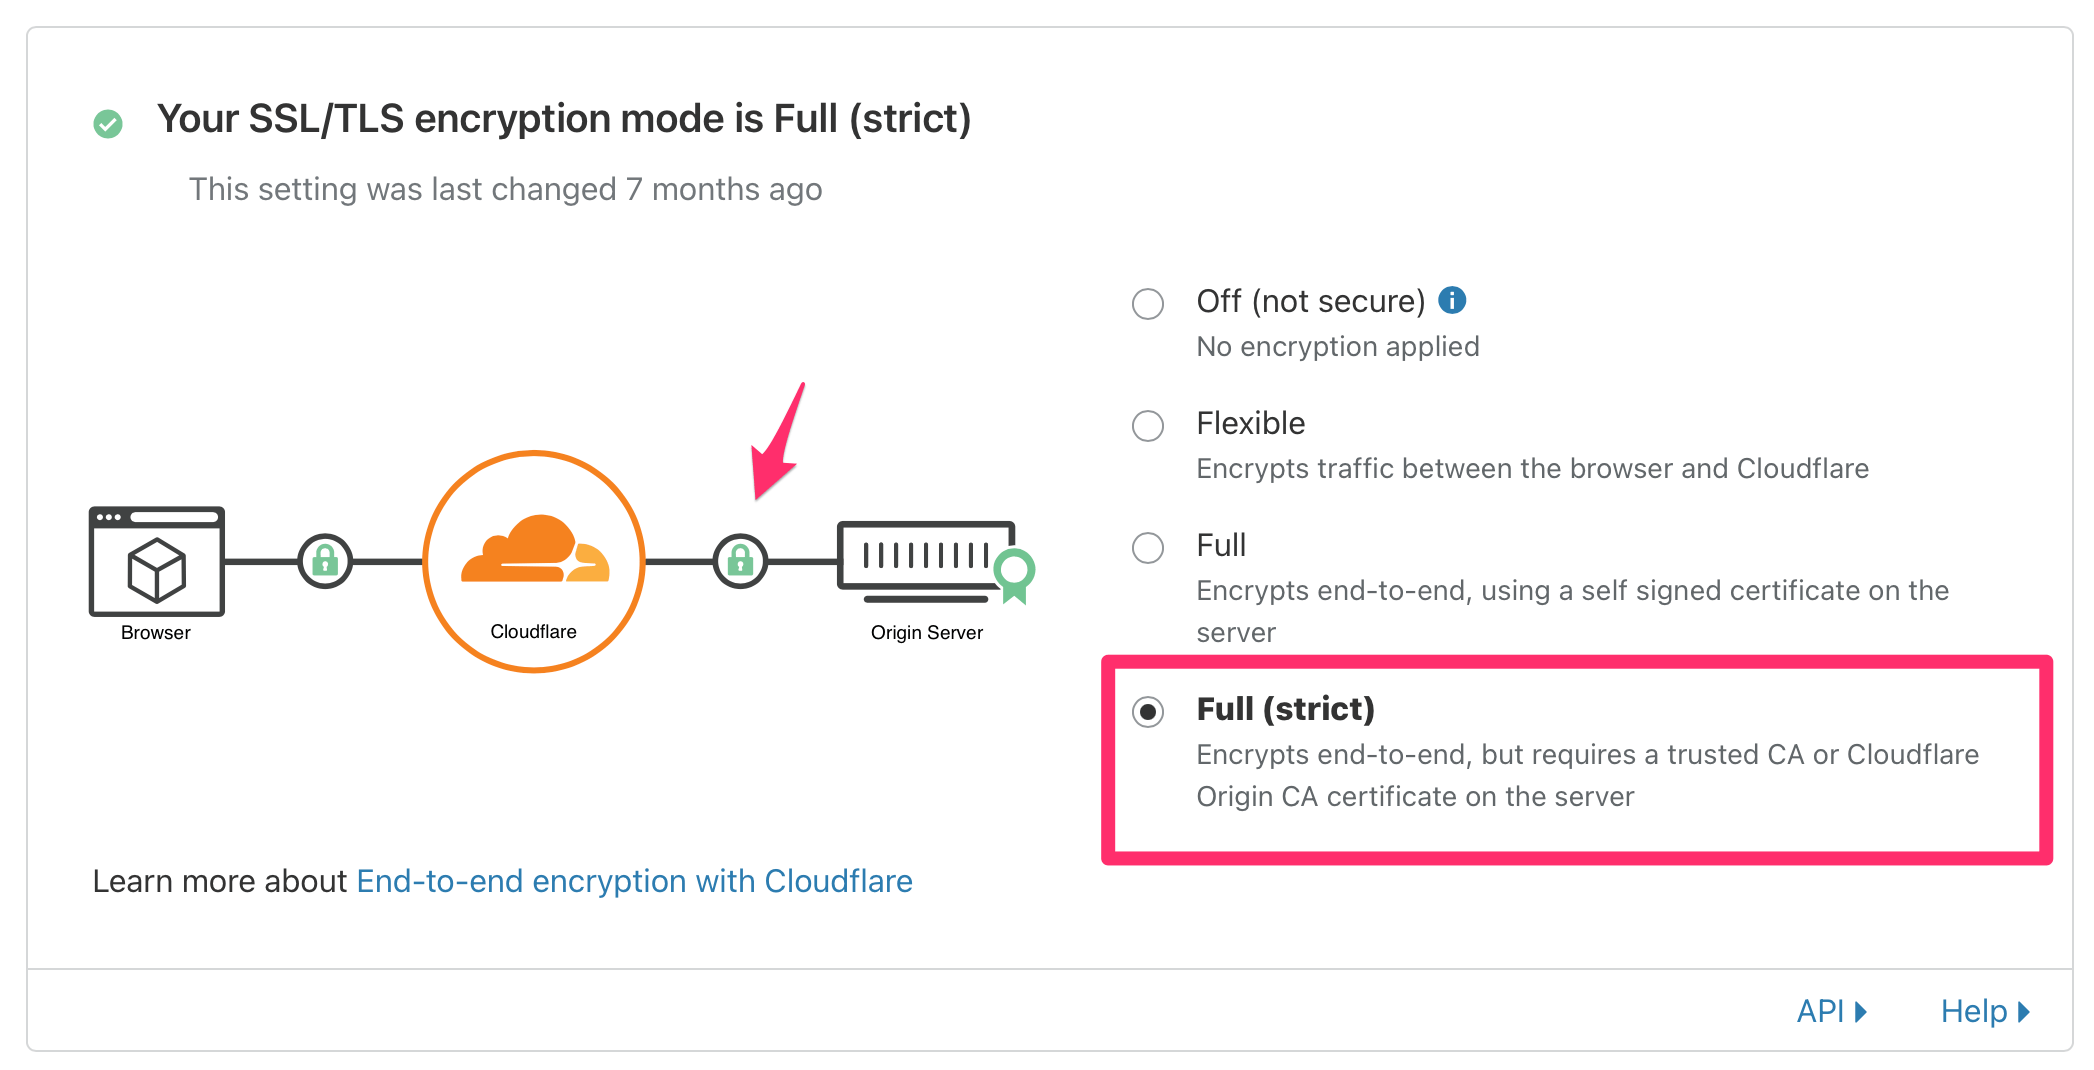 Your SSL/TLS encryption mode is Full (strict)
This setting was last changed 7 months ago
Browser
Cloudflare
Origin Server
Learn more about End-to-end encryption with Cloudflare
Off (not secure)
No encryption applied
Flexible
Encrypts traffic between the browser and Cloudflare
Full
Encrypts end-to-end, using a self signed certificate on the
server
Full (strict)
Encrypts end-to-end, but requires a trusted CA or Cloudflare
Origin CA certificate on the server
API
Help